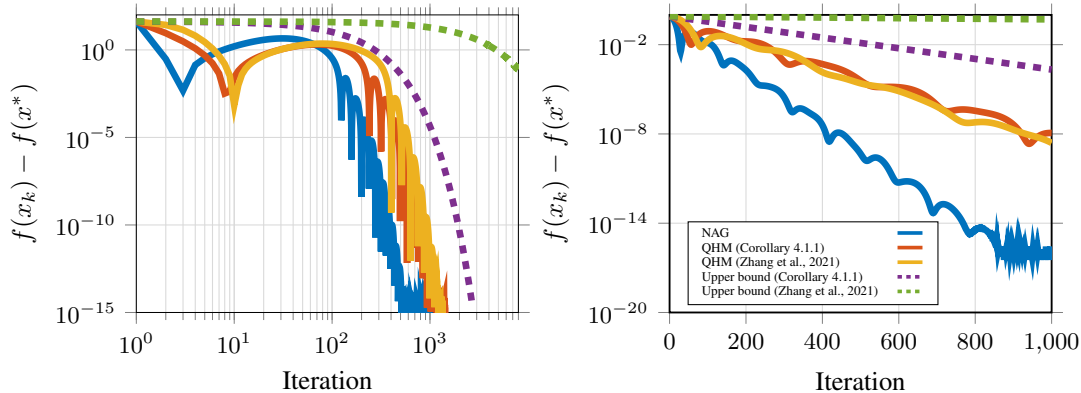 f(x_k) − f(x*)
10^0
10^−5
10^−10
10^−15
10^0
10^1
10^2
10^3
Iteration
f(x_k) − f(x*)
10^−2
10^−8
10^−14
10^−20
NAG
QHM (Corollary 4.1.1)
QHM (Zhang et al., 2021)
Upper bound (Corollary 4.1.1)
Upper bound (Zhang et al., 2021)
0
200
400
600
800
1,000
Iteration